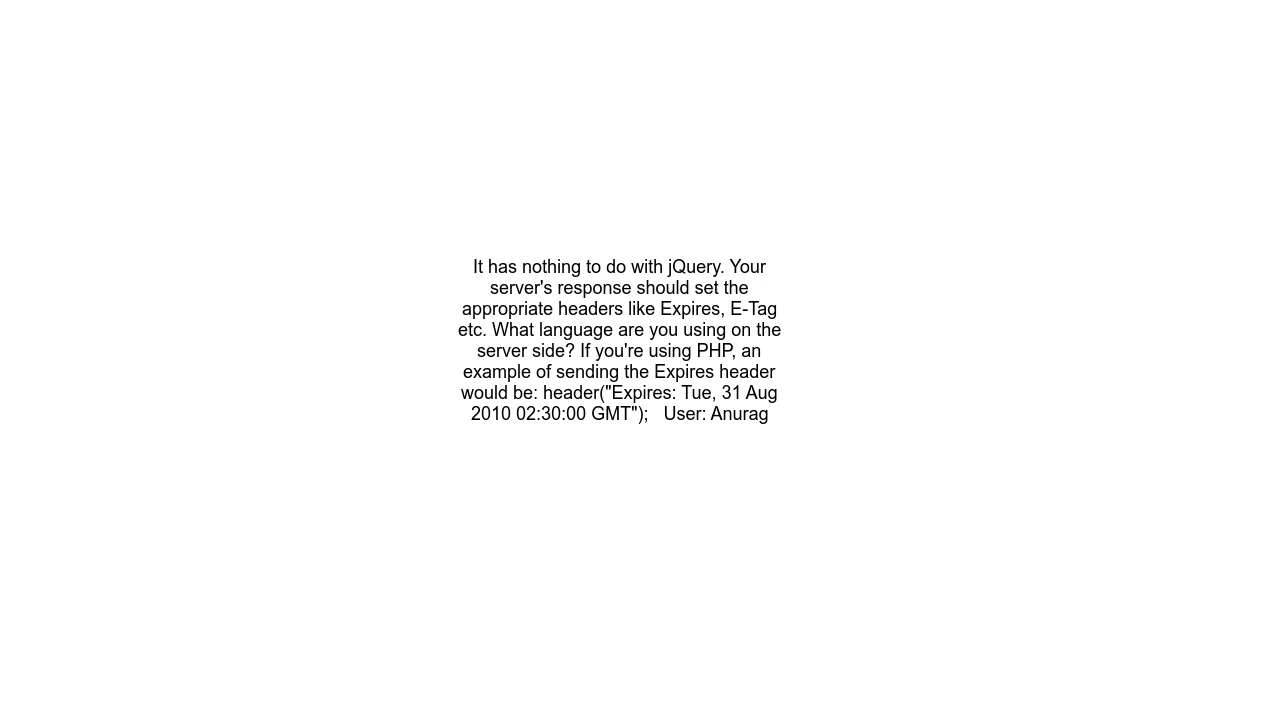 It has nothing to do with jQuery. Your
server's response should set the
appropriate headers like Expires, E-Tag
etc. What language are you using on the
server side? If you're using PHP, an
example of sending the Expires header
would be: header("Expires: Tue, 31 Aug
2010 02:30:00 GMT");   User: Anurag